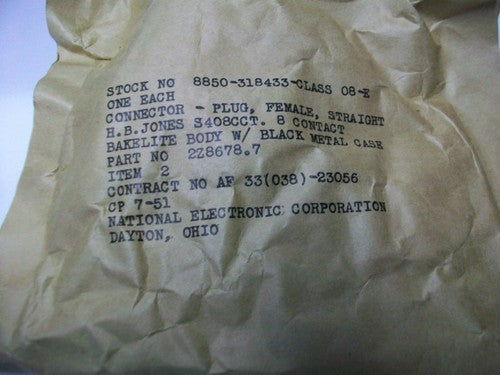 STOCK NO 8850-318433-CLASS 08-E
ONE EACH
CONNECTOR - PLUG, FEMALE, STRAIGHT
H.B.JONES S408CCT. 8 CONTACT
BAKELITE BODY W/ BLACK METAL CASE
PART NO 2Z8678.7
ITEM 2
CONTRACT NO AF 33(038)-23056
CP 7-51
NATIONAL ELECTRONIC CORPORATION
DAYTON, OHIO